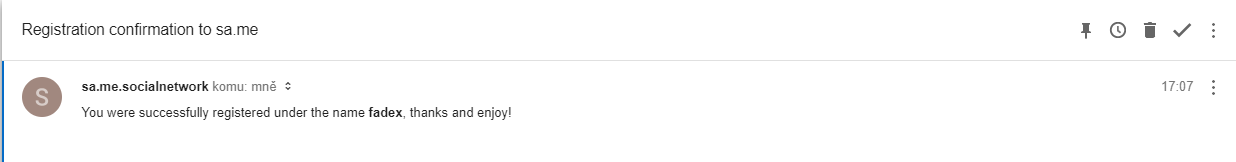 Registration confirmation to sa.me
S
sa.me.socialnetwork komu: mně
17:07
You were successfully registered under the name fadex, thanks and enjoy!